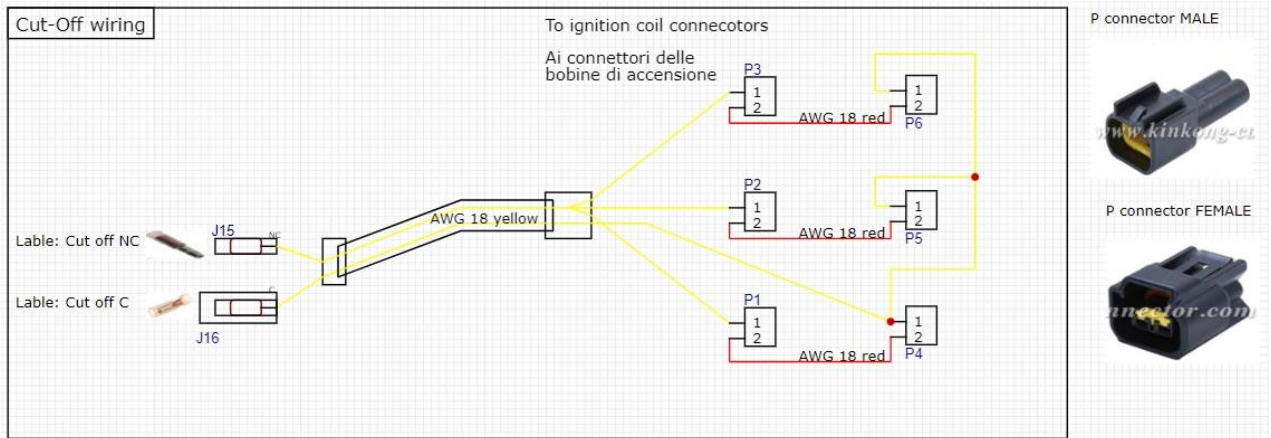 Cut-Off wiring
To ignition coil connecotors
Ai connettori delle
bobine di accensione
P connector MALE
www.kinkong-ct
P3
1
2
AWG 18 red
1
2
P6
P2
1
2
AWG 18 red
1
2
P5
P connector FEMALE
nnector.com
AWG 18 yellow
Lable: Cut off NC
J15
NC
Lable: Cut off C
C
J16
P1
1
2
AWG 18 red
1
2
P4